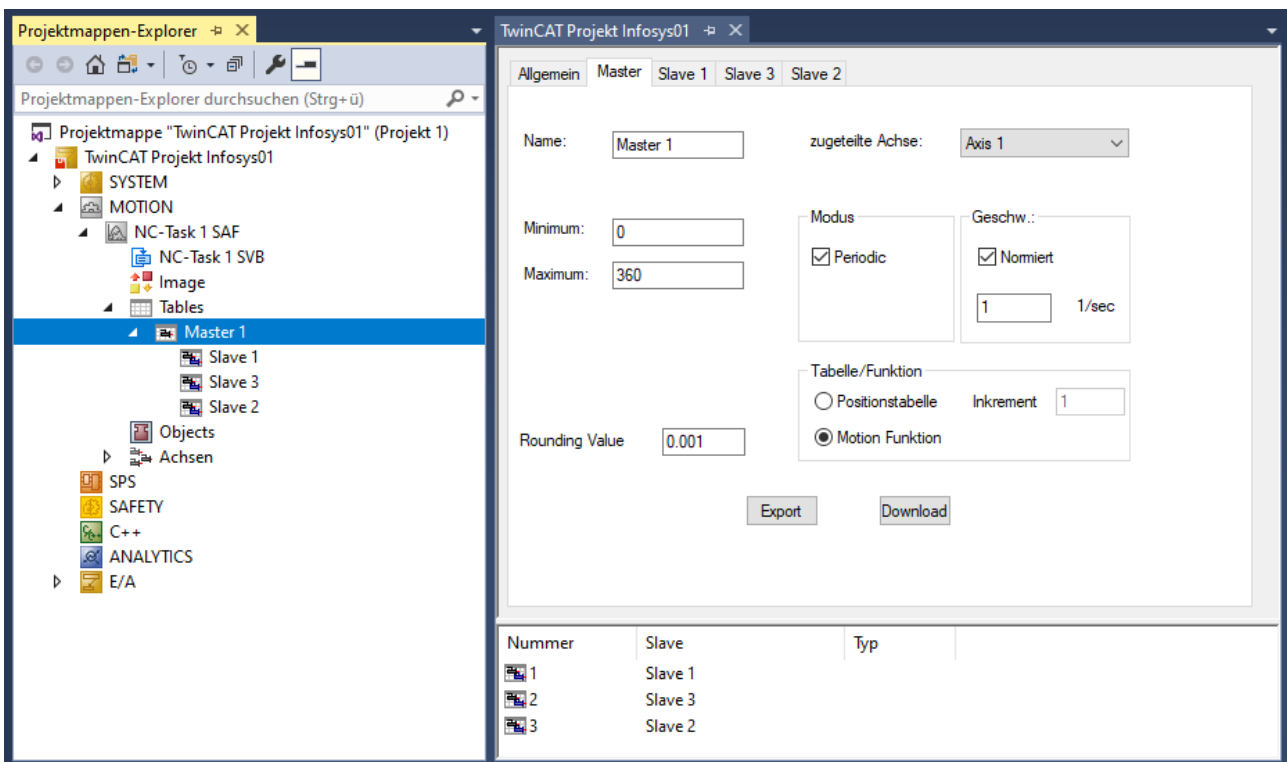 Projektmappen-Explorer
Projektmappen-Explorer durchsuchen (Strg+ü)
Projektmappe "TwinCAT Projekt Infosys01" (Projekt 1)
TwinCAT Projekt Infosys01
SYSTEM
MOTION
NC-Task 1 SAF
NC-Task 1 SVB
Image
Tables
Master 1
Slave 1
Slave 3
Slave 2
Objects
Achsen
SPS
SAFETY
C++
ANALYTICS
E/A
TwinCAT Projekt Infosys01
Allgemein Master Slave 1 Slave 3 Slave 2
Name: Master 1 zugeteilte Achse: Axis 1
Modus Geschw.:
Minimum: 0
Periodic Normiert
Maximum: 360
1 1/sec
Tabelle/Funktion
Positionstabelle Inkrement 1
Motion Funktion
Rounding Value 0.001
Export Download
Nummer Slave Typ
1 Slave 1
2 Slave 3
3 Slave 2